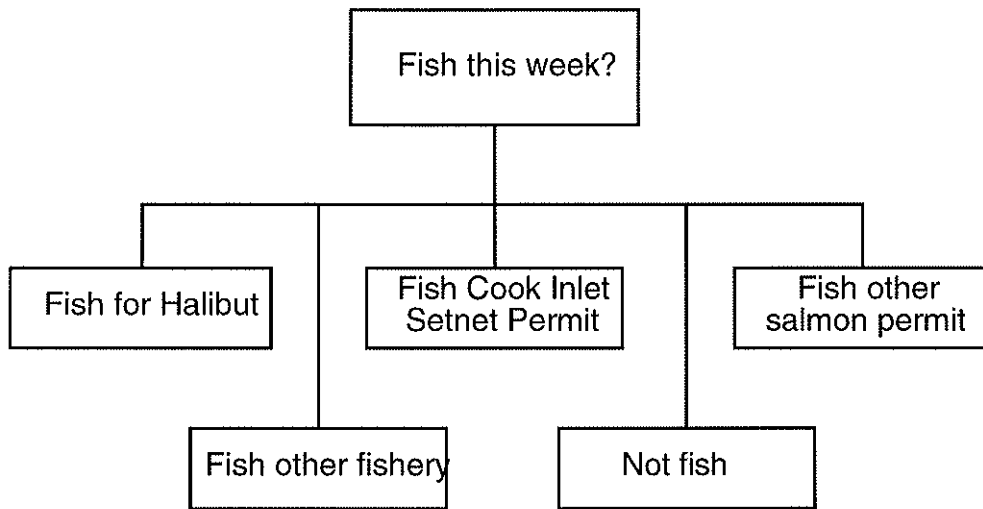 Fish this week?
Fish for Halibut
Fish Cook Inlet
Setnet Permit
Fish other
salmon permit
Fish other fishery
Not fish